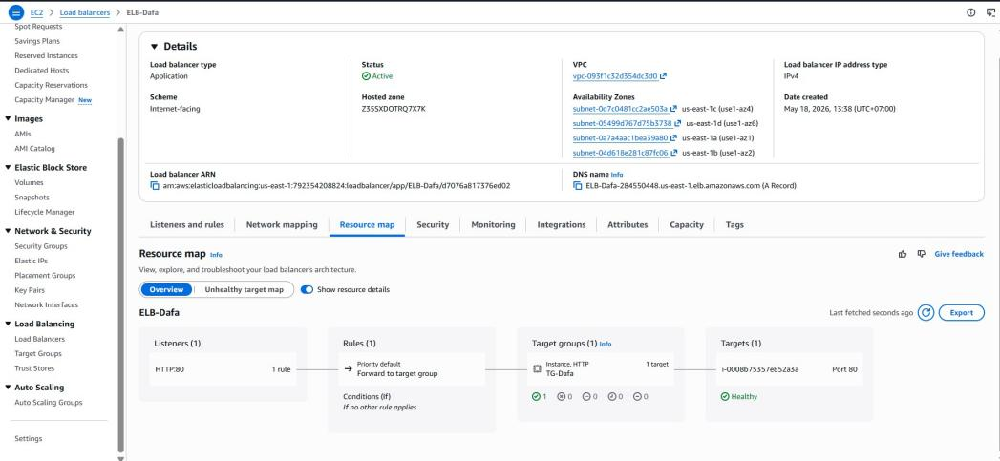 EC2 > Load balancers > ELB-Dafa
Spot Requests
Savings Plans
Reserved Instances
Dedicated Hosts
Capacity Reservations
Capacity Manager New
Images
AMIs
AMI Catalog
Elastic Block Store
Volumes
Snapshots
Lifecycle Manager
Network & Security
Security Groups
Elastic IPs
Placement Groups
Key Pairs
Network Interfaces
Load Balancing
Load Balancers
Target Groups
Trust Stores
Auto Scaling
Auto Scaling Groups
Settings
Details
Load balancer type
Application
Status
Active
VPC
vpc-093f1c32d354dc3d0
Load balancer IP address type
IPv4
Scheme
Internet-facing
Hosted zone
Z35SXDOTRQ7X7K
Availability Zones
subnet-0d7c0481cc2ae503a us-east-1c (use1-az4)
subnet-05499d767d75b3738 us-east-1d (use1-az6)
subnet-0a7a4aac1bea39a80 us-east-1a (use1-az1)
subnet-04d618e281c87fc06 us-east-1b (use1-az2)
Date created
May 18, 2026, 13:38 (UTC+07:00)
Load balancer ARN
arn:aws:elasticloadbalancing:us-east-1:792354208824:loadbalancer/app/ELB-Dafa/d7076a817376ed02
DNS name Info
ELB-Dafa-284550448.us-east-1.elb.amazonaws.com (A Record)
Listeners and rules Network mapping Resource map Security Monitoring Integrations Attributes Capacity Tags
Resource map Info
Give feedback
View, explore, and troubleshoot your load balancer's architecture.
Overview Unhealthy target map Show resource details
ELB-Dafa
Last fetched seconds ago Export
Listeners (1)
HTTP:80 1 rule
Rules (1)
Priority default
Forward to target group
Conditions (If)
If no other rule applies
Target groups (1) Info
Instance, HTTP 1 target
TG-Dafa
1 0 0 0 0
Targets (1)
i-0008b75357e852a3a Port 80
Healthy